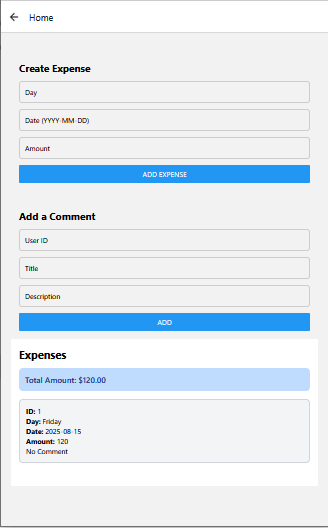 Home
Create Expense
Day
Date (YYYY-MM-DD)
Amount
ADD EXPENSE
Add a Comment
User ID
Title
Description
ADD
Expenses
Total Amount: $120.00
ID: 1
Day: Friday
Date: 2025-08-15
Amount: 120
No Comment